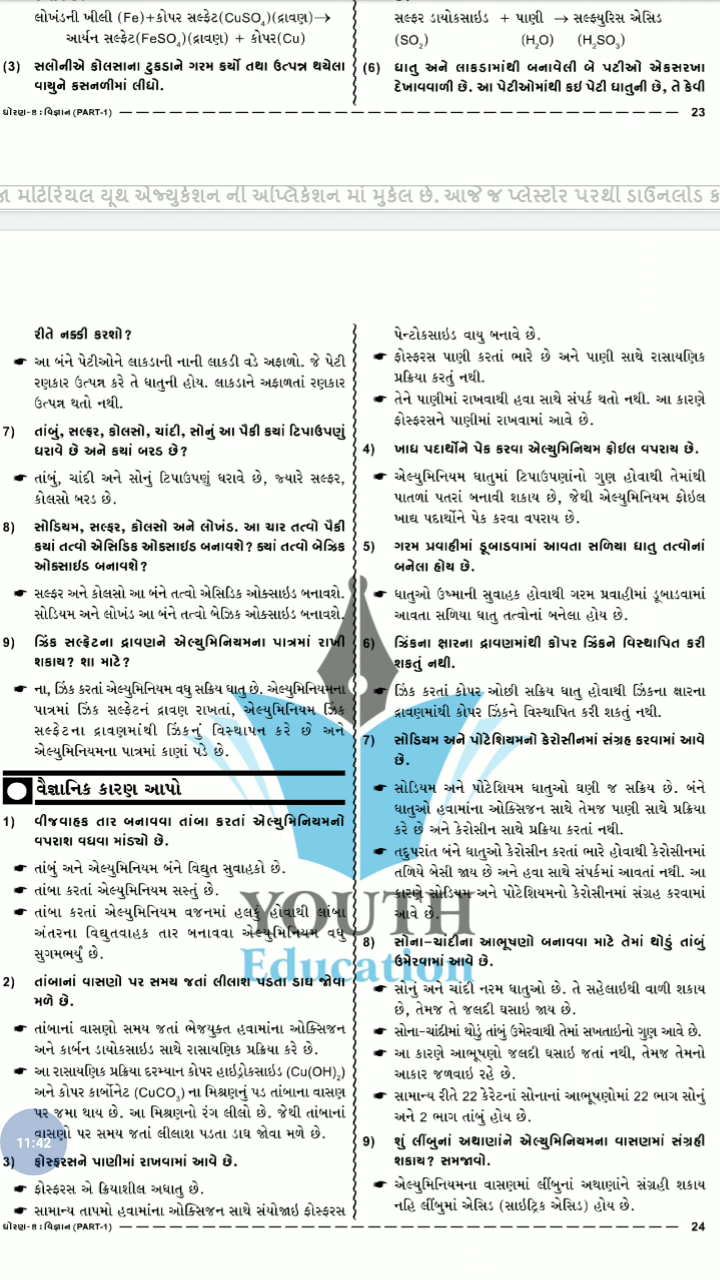 લોખંડની ખીલી (Fe)+કોપર સલ્ફેટ(CuSO₄)(દ્રાવણ)→
આર્યન સલ્ફેટ(FeSO₄)(દ્રાવણ) + કોપર(Cu)
(3) સલોનીએ કોલસાના ટુકડાને ગરમ કર્યો તથા ઉત્પન્ન થયેલા
વાયુને કસનળીમાં લીધો.
સલ્ફર ડાયોકસાઇડ + પાણી → સલ્ફ્યુરિસ એસિડ
(SO₂) (H₂O) (H₂SO₃)
(6) ધાતુ અને લાકડામાંથી બનાવેલી બે પટીઓ એકસરખા
દેખાવવાળી છે. આ પેટીઓમાંથી કઇ પેટી ધાતુની છે, તે કેવી
ધોરણ-8 : વિજ્ઞાન (PART-1) 23
મટિરિયલ યૂથ એજ્યુકેશન ની અપ્લિકેશન માં મુકેલ છે. આજે જ પ્લેસ્ટોર પરથી ડાઉનલોડ
રીતે નક્કી કરશો?
☛ આ બંને પેટીઓને લાકડાની નાની લાકડી વડે અફાળો. જે પેટી
રણકાર ઉત્પન્ન કરે તે ધાતુની હોય. લાકડાને અફાળતાં રણકાર
ઉત્પન્ન થતો નથી.
7) તાંબુ, સલ્ફર, કોલસો, ચાંદી, સોનું આ પૈકી કયાં ટિપાઉપણું
ધરાવે છે અને કયાં બરડ છે?
☛ તાંબુ, ચાંદી અને સોનું ટિપાઉપણું ધરાવે છે, જ્યારે સલ્ફર,
કોલસો બરડ છે.
8) સોડિયમ, સલ્ફર, કોલસો અને લોખંડ. આ ચાર તત્વો પૈકી
કયાં તત્વો એસિડિક ઓક્સાઇડ બનાવશે? ક્યાં તત્વો બેઝિક
ઓક્સાઇડ બનાવશે?
☛ સલ્ફર અને કોલસો આ બંને તત્વો એસિડિક ઓક્સાઇડ બનાવશે.
સોડિયમ અને લોખંડ આ બંને તત્વો બેઝિક ઓક્સાઇડ બનાવશે.
9) ઝિંક સલ્ફેટના દ્રાવણને એલ્યુમિનિયમના પાત્રમાં રાખી
શકાય? શા માટે?
☛ ના, ઝિંક કરતાં એલ્યુમિનિયમ વધુ સક્રિય ધાતુ છે. એલ્યુમિનિયમના
પાત્રમાં ઝિંક સલ્ફેટનં દ્રાવણ રાખતાં, એલ્યુમિનિયમ ઝિંક
સલ્ફેટના દ્રાવણમાંથી ઝિંકનું વિસ્થાપન કરે છે અને
એલ્યુમિનિયમના પાત્રમાં કાણાં પડે છે.
વૈજ્ઞાનિક કારણ આપો
1) વીજવાહક તાર બનાવવા તાંબા કરતાં એલ્યુમિનિયમનો
વપરાશ વધવા માંડ્યો છે.
☛ તાંબું અને એલ્યુમિનિયમ બંને વિદ્યુત સુવાહકો છે.
☛ તાંબા કરતાં એલ્યુમિનિયમ સસ્તું છે.
☛ તાંબા કરતાં એલ્યુમિનિયમ વજનમાં હલકું હોવાથી લાંબા
અંતરના વિદ્યુતવાહક તાર બનાવવા એલ્યુમિનિયમ વધુ
સુગમભર્યું છે.
2) તાંબાનાં વાસણો પર સમય જતાં લીલાશ પડતા ડાઘ જોવા
મળે છે.
☛ તાંબાનાં વાસણો સમય જતાં ભેજયુક્ત હવામાંના ઓક્સિજન
અને કાર્બન ડાયોકસાઇડ સાથે રાસાયણિક પ્રક્રિયા કરે છે.
☛ આ રાસાયણિક પ્રક્રિયા દરમ્યાન કોપર હાઇડ્રોકસાઇડ (Cu(OH)₂)
અને કોપર કાર્બોનેટ (CuCO₃) ના મિશ્રણનું પડ તાંબાના વાસણ
પર જમા થાય છે. આ મિશ્રણનો રંગ લીલો છે. જેથી તાંબાનાં
વાસણો પર સમય જતાં લીલાશ પડતા ડાઘ જોવા મળે છે.
11:42
3) ફોસ્ફરસને પાણીમાં રાખવામાં આવે છે.
☛ ફોસ્ફરસ એ ક્રિયાશીલ અધાતુ છે.
☛ સામાન્ય તાપમો હવામાંના ઓક્સિજન સાથે સંયોજાઇ ફોસ્ફરસ
પેન્ટોકસાઇડ વાયુ બનાવે છે.
☛ ફોસ્ફરસ પાણી કરતાં ભારે છે અને પાણી સાથે રાસાયણિક
પ્રક્રિયા કરતું નથી.
☛ તેને પાણીમાં રાખવાથી હવા સાથે સંપર્ક થતો નથી. આ કારણે
ફોસ્ફરસને પાણીમાં રાખવામાં આવે છે.
4) ખાદ્ય પદાર્થોને પેક કરવા એલ્યુમિનિયમ ફોઇલ વપરાય છે.
☛ એલ્યુમિનિયમ ધાતુમાં ટિપાઉપણાંનો ગુણ હોવાથી તેમાંથી
પાતળાં પતરાં બનાવી શકાય છે, જેથી એલ્યુમિનિયમ ફોઇલ
ખાદ્ય પદાર્થોને પેક કરવા વપરાય છે.
5) ગરમ પ્રવાહીમાં ડૂબાડવામાં આવતા સળિયા ધાતુ તત્વોનાં
બનેલા હોય છે.
☛ ધાતુઓ ઉષ્માની સુવાહક હોવાથી ગરમ પ્રવાહીમાં ડૂબાડવામાં
આવતા સળિયા ધાતુ તત્વોનાં બનેલા હોય છે.
6) ઝિંકના ક્ષારના દ્રાવણમાંથી કોપર ઝિંકને વિસ્થાપિત કરી
શકતું નથી.
☛ ઝિંક કરતાં કોપર ઓછી સક્રિય ધાતુ હોવાથી ઝિંકના ક્ષારના
દ્રાવણમાંથી કોપર ઝિંકને વિસ્થાપિત કરી શકતું નથી.
7) સોડિયમ અને પોટેશિયમનો કેરોસીનમાં સંગ્રહ કરવામાં આવે
છે.
☛ સોડિયમ અને પોટેશિયમ ધાતુઓ ઘણી જ સક્રિય છે. બંને
ધાતુઓ હવામાંના ઓક્સિજન સાથે તેમજ પાણી સાથે પ્રક્રિયા
કરે છે અને કેરોસીન સાથે પ્રક્રિયા કરતાં નથી.
☛ તદુપરાંત બંને ધાતુઓ કેરોસીન કરતાં ભારે હોવાથી કેરોસીનમાં
તળિયે બેસી જાય છે અને હવા સાથે સંપર્કમાં આવતાં નથી. આ
કારણે સોડિયમ અને પોટેશિયમનો કેરોસીનમાં સંગ્રહ કરવામાં
આવે છે.
8) સોના-ચાંદીના આભૂષણો બનાવવા માટે તેમાં થોડું તાંબું
ઉમેરવામાં આવે છે.
☛ સોનું અને ચાંદી નરમ ધાતુઓ છે. તે સહેલાઇથી વાળી શકાય
છે, તેમજ તે જલદી ઘસાઇ જાય છે.
☛ સોના-ચાંદીમાં થોડું તાંબું ઉમેરવાથી તેમાં સખતાઇનો ગુણ આવે છે.
☛ આ કારણે આભૂષણો જલદી ઘસાઇ જતાં નથી, તેમજ તેમનો
આકાર જળવાઇ રહે છે.
☛ સામાન્ય રીતે 22 કેરેટનાં સોનાનાં આભૂષણોમાં 22 ભાગ સોનું
અને 2 ભાગ તાંબું હોય છે.
9) શું લીંબુનાં અથાણાંને એલ્યુમિનિયમના વાસણમાં સંગ્રહી
શકાય? સમજાવો.
☛ એલ્યુમિનિયમના વાસણમાં લીંબુનાં અથાણાંને સંગ્રહી શકાય
નહિ લીંબુમાં એસિડ (સાઇટ્રિક એસિડ) હોય છે.
YOUTH
Education
ધોરણ-8 : વિજ્ઞાન (PART-1) 24